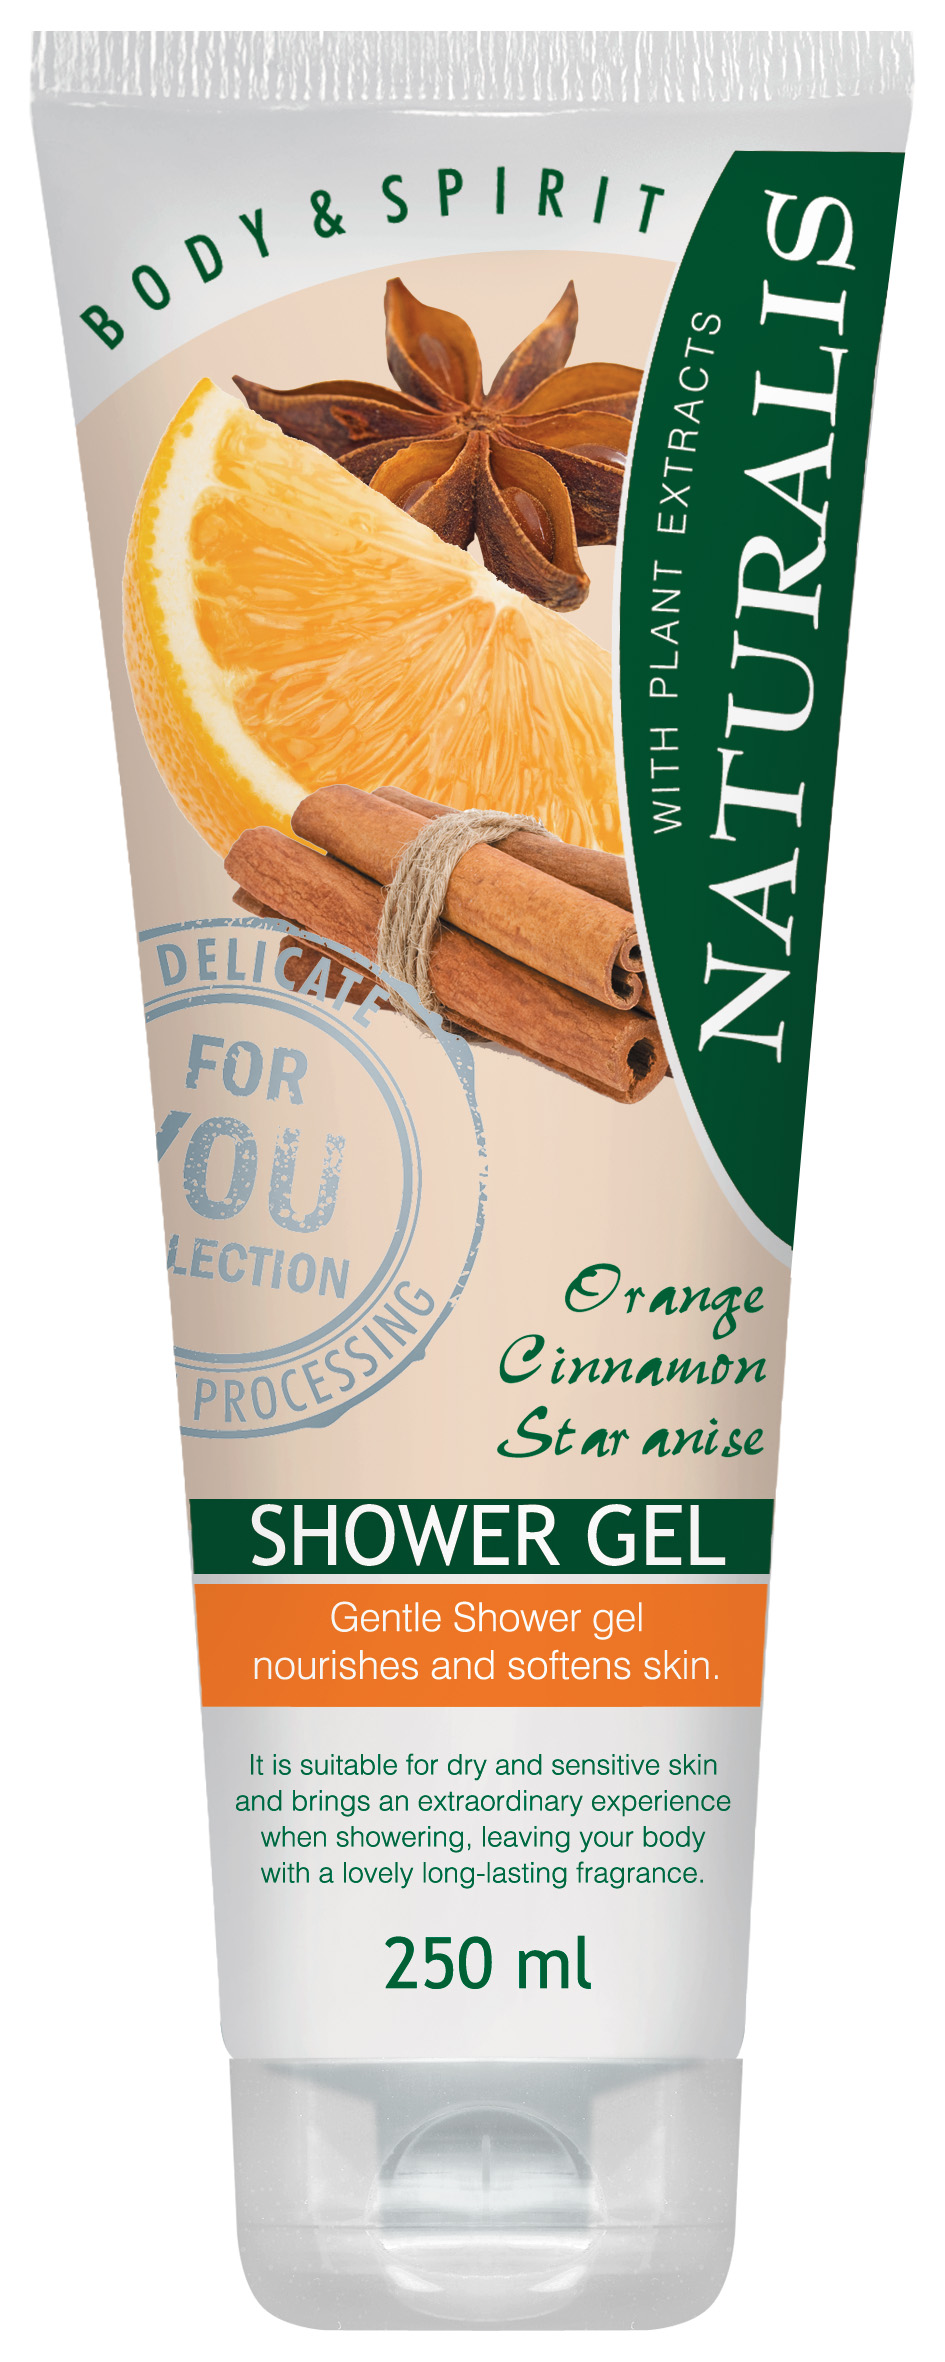 BODY & SPIRIT
WITH PLANT EXTRACTS
NATURALIS
DELICATE
FOR
YOU
LECTION
PROCESSING
Orange
Cinnamon
Star anise
SHOWER GEL
Gentle Shower gel
nourishes and softens skin.
It is suitable for dry and sensitive skin
and brings an extraordinary experience
when showering, leaving your body
with a lovely long-lasting fragrance.
250 ml